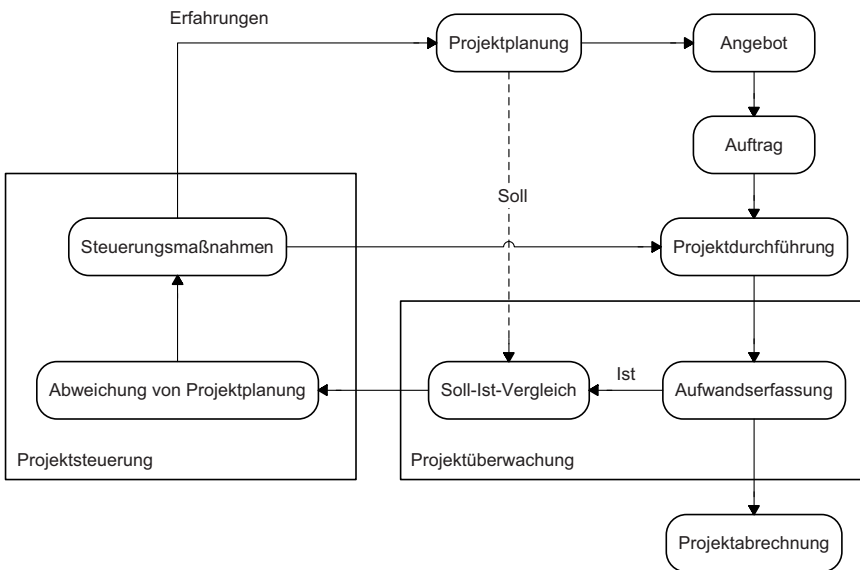 Erfahrungen
Projektplanung
Angebot
Auftrag
Soll
Steuerungsmaßnahmen
Projektdurchführung
Abweichung von Projektplanung
Soll-Ist-Vergleich
Ist
Aufwandserfassung
Projektsteuerung
Projektüberwachung
Projektabrechnung